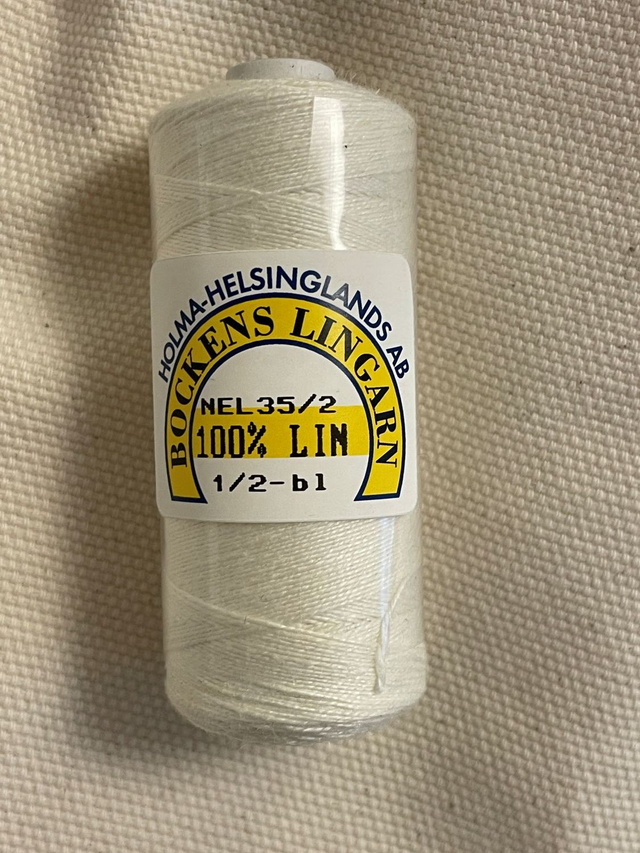 HOLMA-HELSINGLANDS AB
BOCKENS LINGARN
NEL35/2
100% LIN
1/2-bl